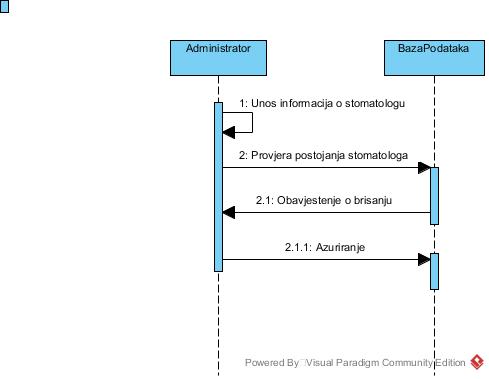 Administrator
BazaPodataka
1: Unos informacija o stomatologu
2: Provjera postojanja stomatologa
2.1: Obavjestenje o brisanju
2.1.1: Azuriranje
Powered By Visual Paradigm Community Edition